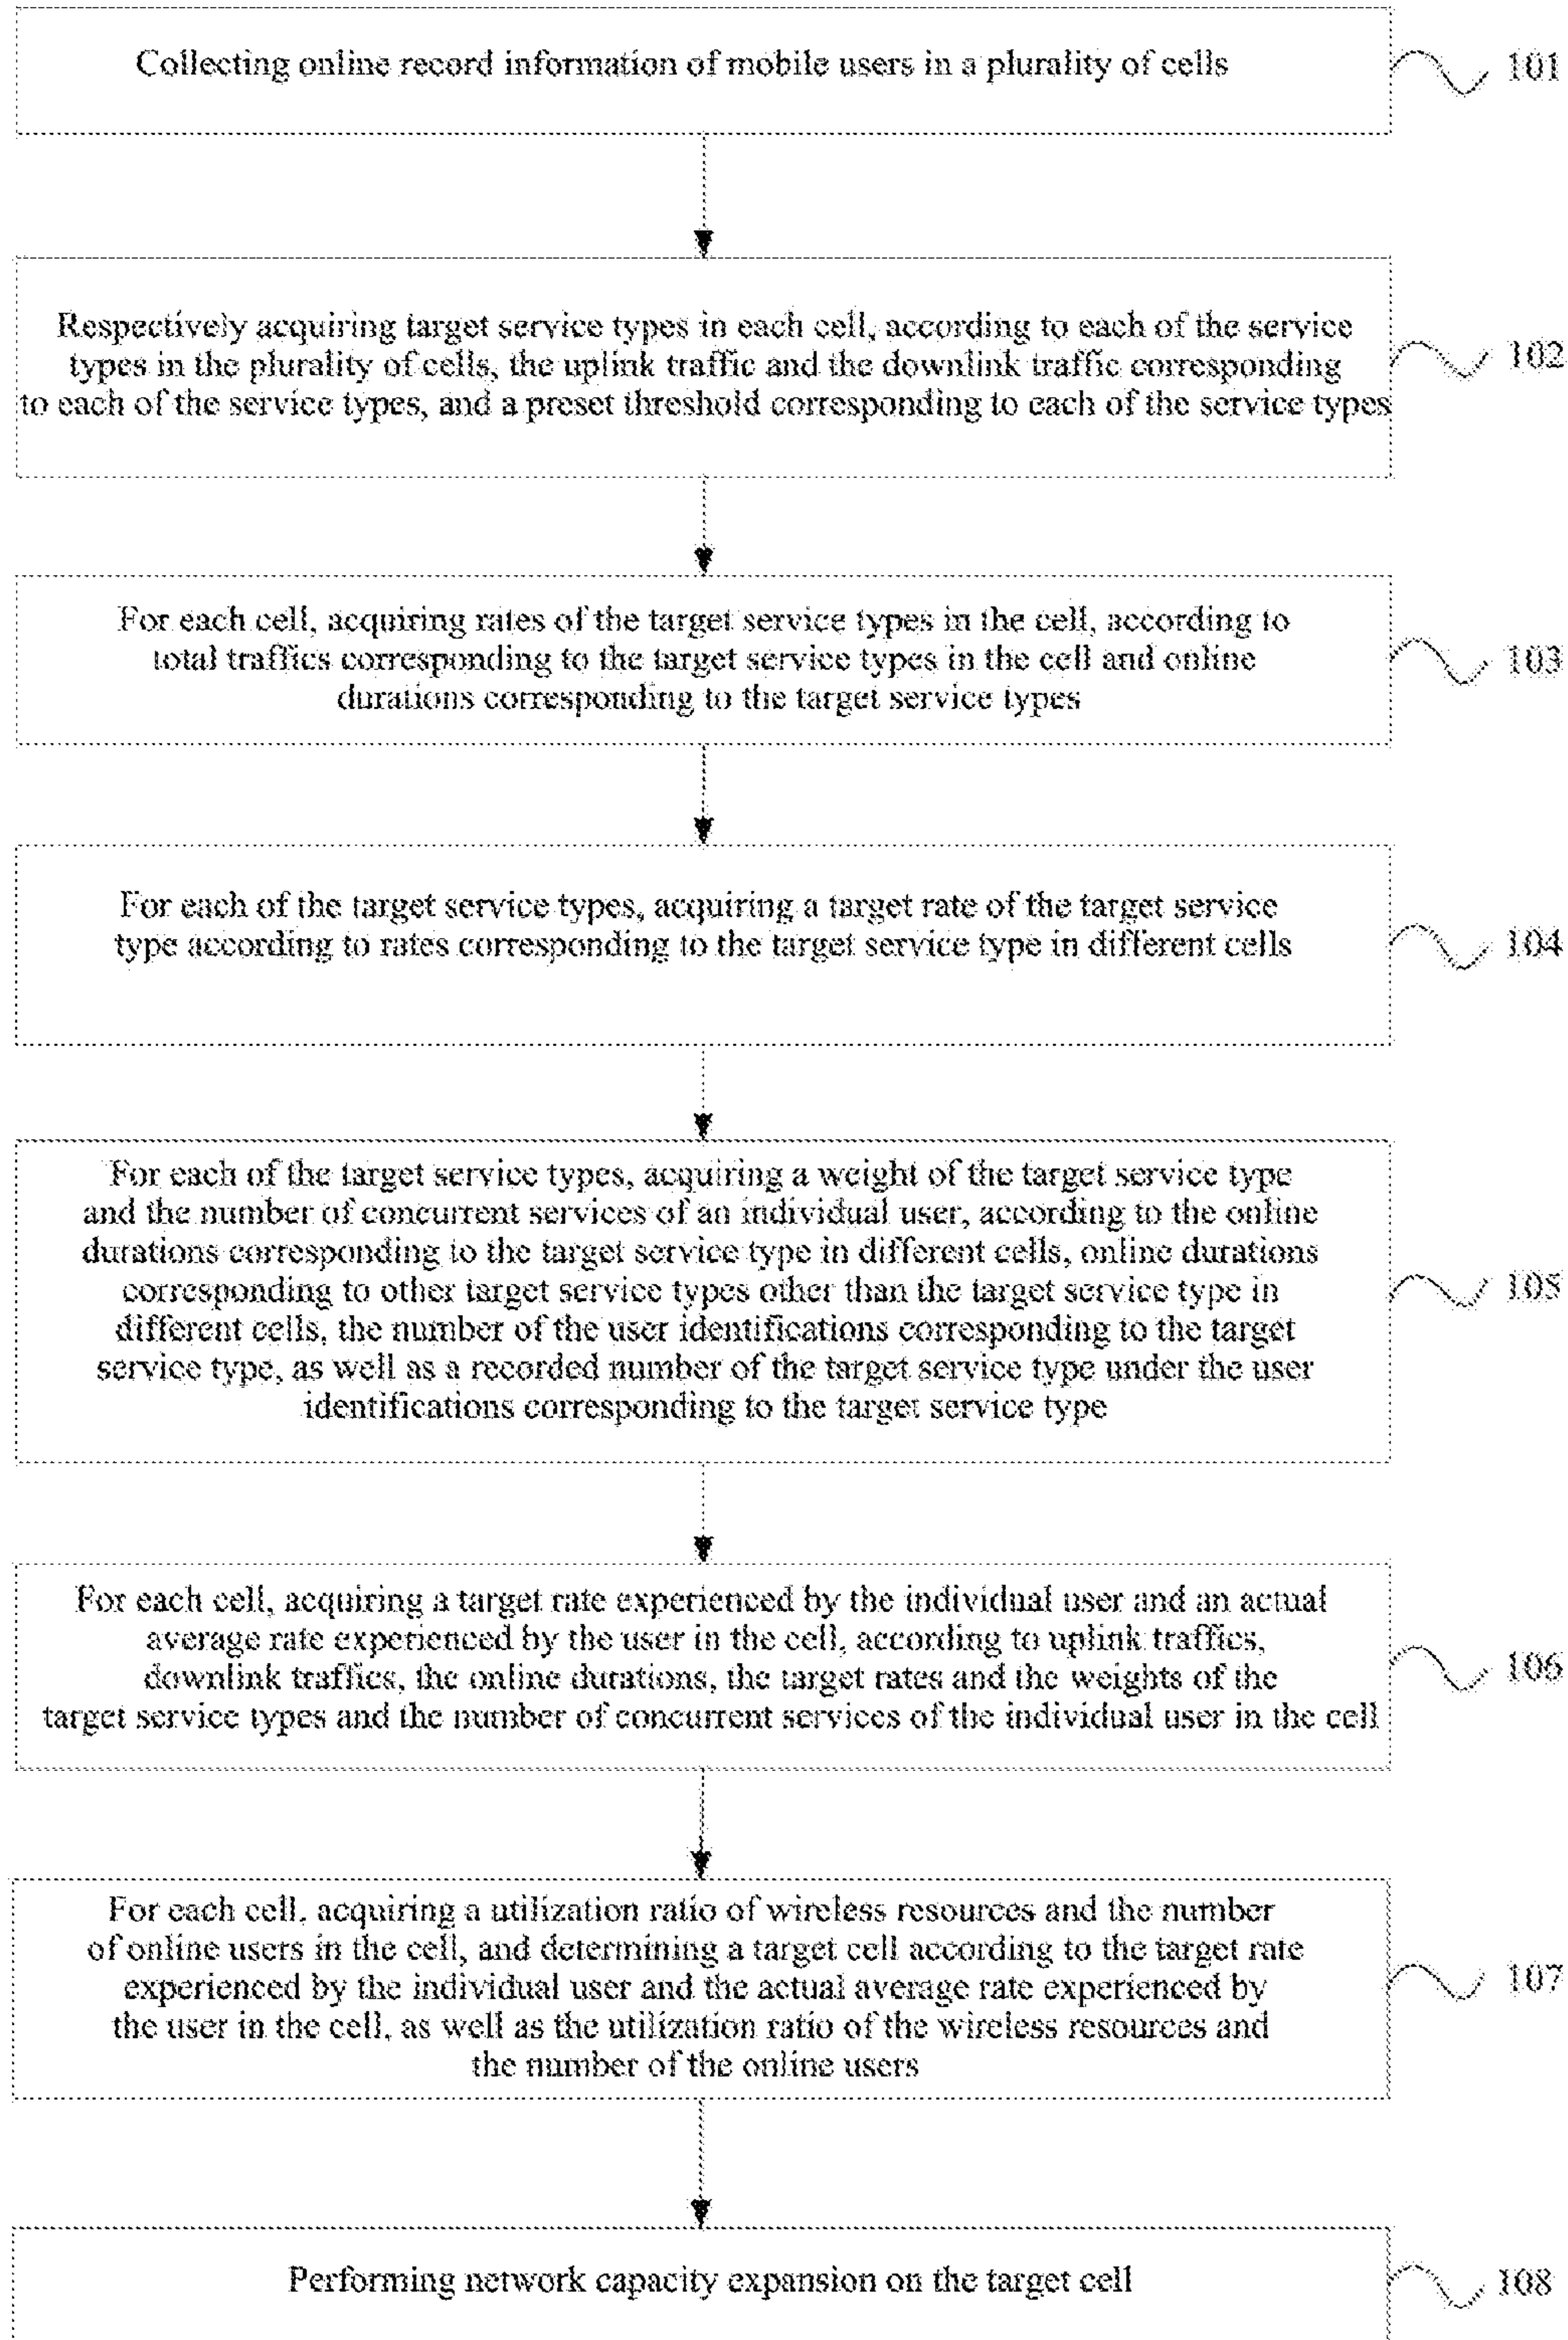 Collecting online record information of mobile users in a plurality of cells
101
Respectively acquiring target service types in each cell, according to each of the service
types in the plurality of cells, the uplink traffic and the downlink traffic corresponding
to each of the service types, and a preset threshold corresponding to each of the service types
102
For each cell, acquiring rates of the target service types in the cell, according to
total traffics corresponding to the target service types in the cell and online
durations corresponding to the target service types
103
For each of the target service types, acquiring a target rate of the target service
type according to rates corresponding to the target service type in different cells
104
For each of the target service types, acquiring a weight of the target service type
and the number of concurrent services of an individual user, according to the online
durations corresponding to the target service type in different cells, online durations
corresponding to other target service types other than the target service type in
different cells, the number of the user identifications corresponding to the target
service type, as well as a recorded number of the target service type under the user
identifications corresponding to the target service type
105
For each cell, acquiring a target rate experienced by the individual user and an actual
average rate experienced by the user in the cell, according to uplink traffics,
downlink traffics, the online durations, the target rates and the weights of the
target service types and the number of concurrent services of the individual user in the cell
106
For each cell, acquiring a utilization ratio of wireless resources and the number
of online users in the cell, and determining a target cell according to the target rate
experienced by the individual user and the actual average rate experienced by
the user in the cell, as well as the utilization ratio of the wireless resources and
the number of the online users
107
Performing network capacity expansion on the target cell
108